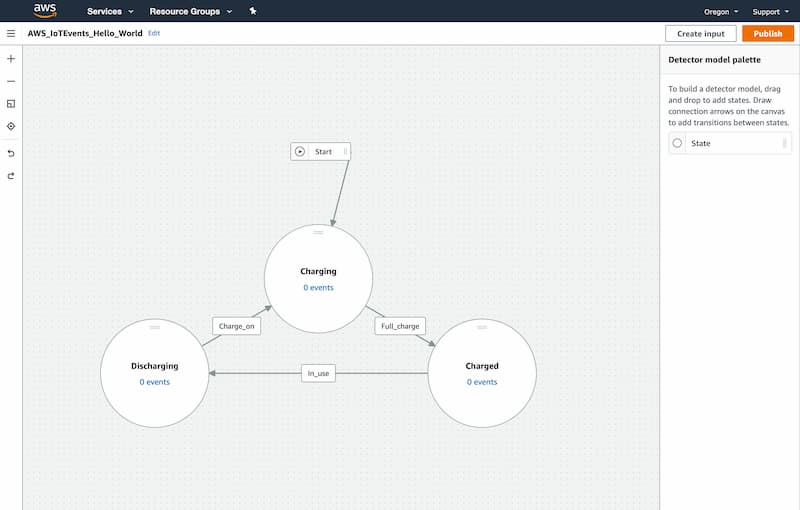 aws
Services
Resource Groups
Oregon
Support
AWS_IoTEvents_Hello_World
Edit
Create input
Publish
Detector model palette
To build a detector model, drag
and drop to add states. Draw
connection arrows on the canvas
to add transitions between states.
State
Start
Charging
0 events
Charge_on
Full_charge
Discharging
0 events
In_use
Charged
0 events